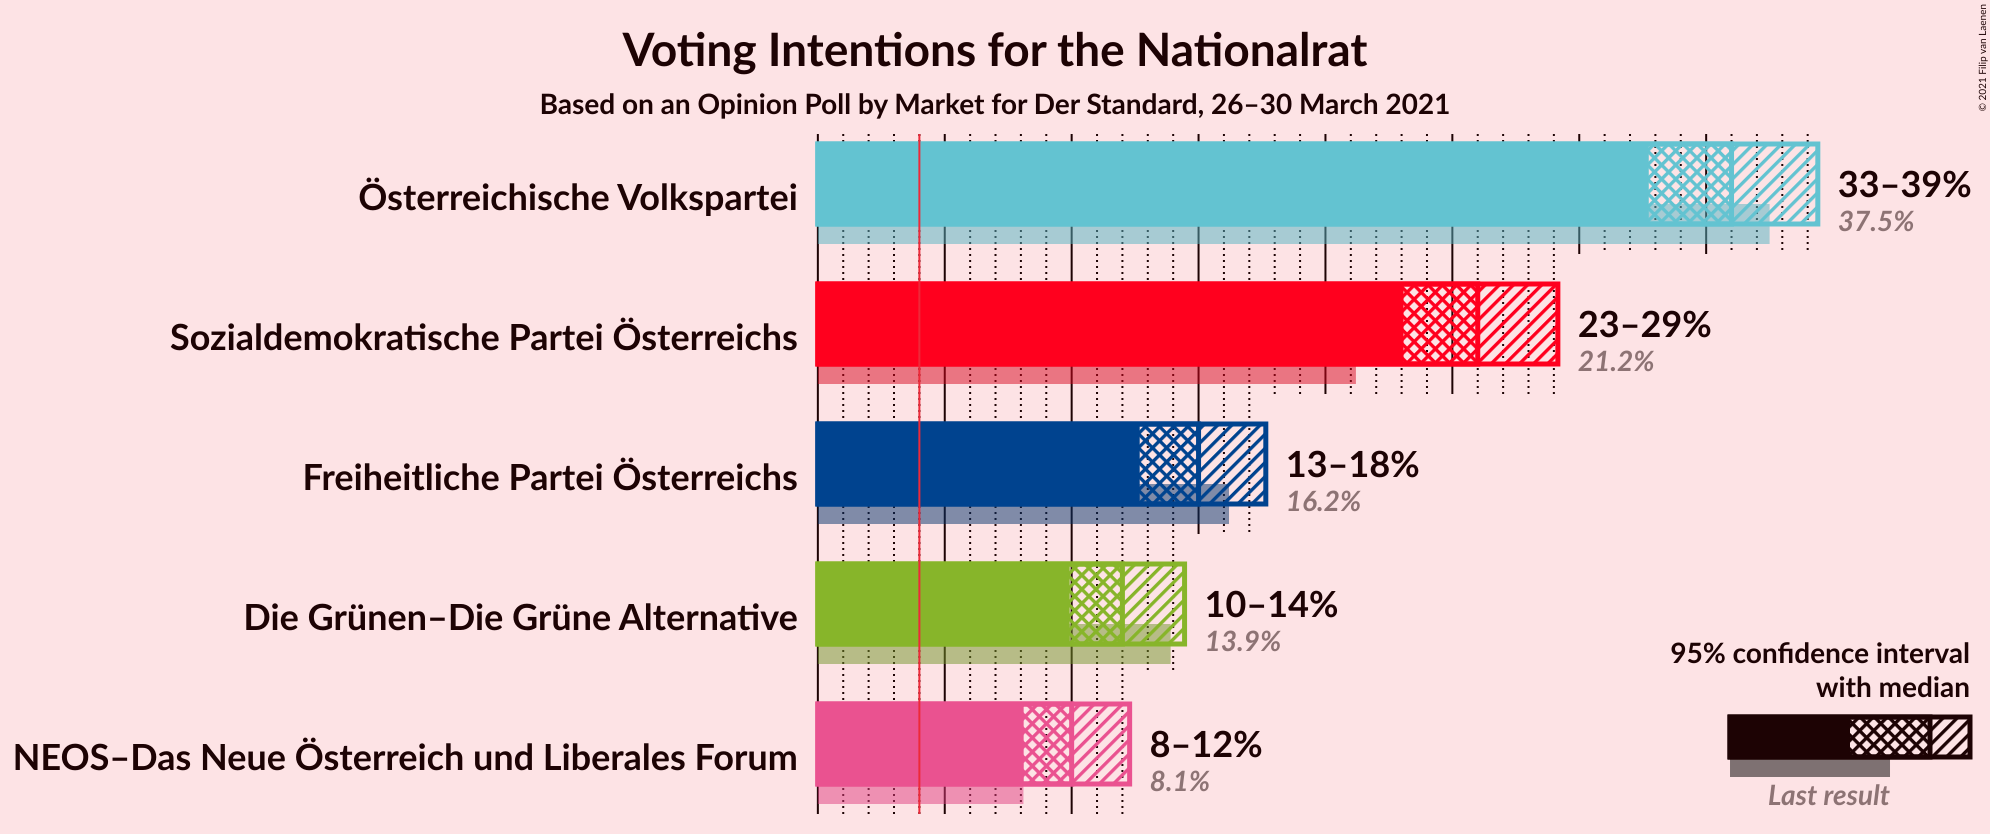 Voting Intentions for the Nationalrat
Based on an Opinion Poll by Market for Der Standard, 26–30 March 2021
© 2021 Filip van Laenen
Österreichische Volkspartei
33–39%
37.5%
Sozialdemokratische Partei Österreichs
23–29%
21.2%
Freiheitliche Partei Österreichs
13–18%
16.2%
Die Grünen–Die Grüne Alternative
10–14%
13.9%
NEOS–Das Neue Österreich und Liberales Forum
8–12%
8.1%
95% confidence interval
with median
Last result